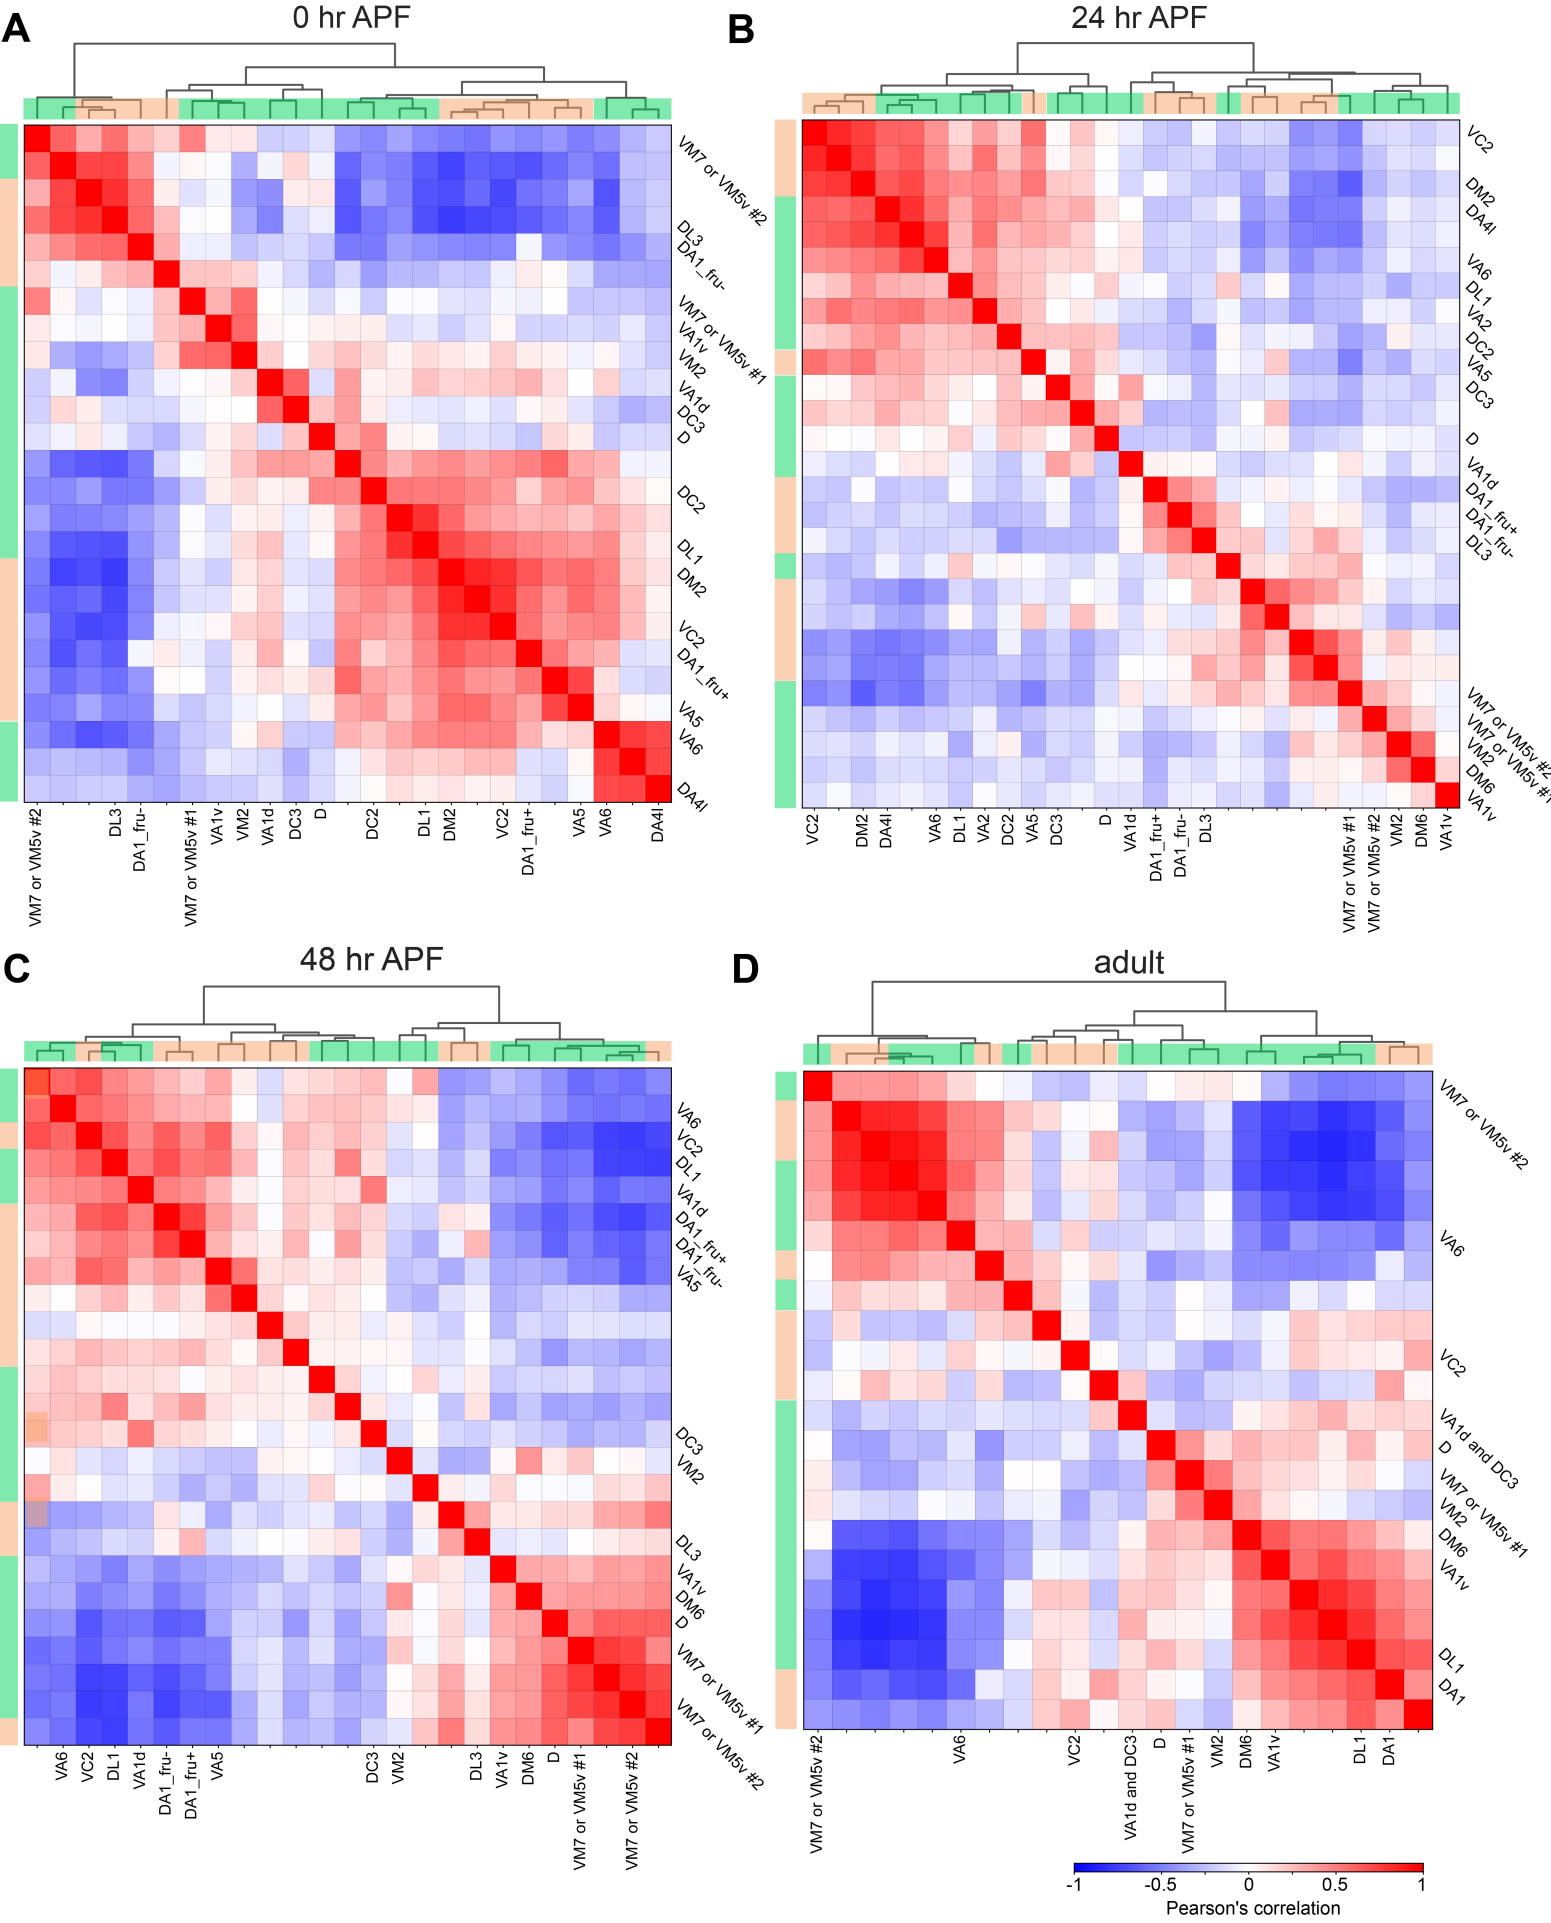 A
0 hr APF
VM7 or VM5v #2
DL3
DA1_fru-
VM7 or VM5v #1
VA1v
VM2
VA1d
DC3
D
DC2
DL1
DM2
VC2
DA1_fru+
VA5
VA6
DA4l
VM7 or VM5v #2
DL3
DA1_fru-
VM7 or VM5v #1
VA1v
VM2
VA1d
DC3
D
DC2
DL1
DM2
VC2
DA1_fru+
VA5
VA6
DA4l
B
24 hr APF
VC2
DM2
DA4l
VA6
DL1
VA2
DC2
VA5
DC3
D
VA1d
DA1_fru+
DA1_fru-
DL3
VM7 or VM5v #2
VM7 or VM5v #1
VM2
DM6
VA1v
VC2
DM2
DA4l
VA6
DL1
VA2
DC2
VA5
DC3
D
VA1d
DA1_fru+
DA1_fru-
DL3
VM7 or VM5v #1
VM7 or VM5v #2
VM2
DM6
VA1v
C
48 hr APF
VA6
VC2
DL1
VA1d
DA1_fru+
DA1_fru-
VA5
DC3
VM2
DL3
VA1v
DM6
D
VM7 or VM5v #1
VM7 or VM5v #2
VA6
VC2
DL1
VA1d
DA1_fru-
DA1_fru+
VA5
DC3
VM2
DL3
VA1v
DM6
D
VM7 or VM5v #1
VM7 or VM5v #2
D
adult
VM7 or VM5v #2
VA6
VC2
VA1d and DC3
D
VM7 or VM5v #1
VM2
DM6
VA1v
DL1
DA1
VM7 or VM5v #2
VA6
VC2
VA1d and DC3
D
VM7 or VM5v #1
VM2
DM6
VA1v
DL1
DA1
-1 -0.5 0 0.5 1
Pearson's correlation